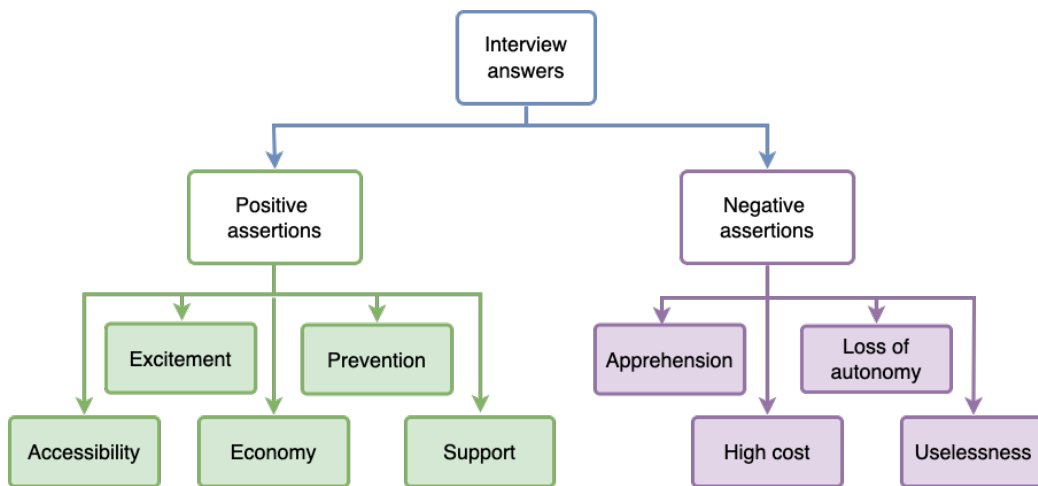 Interview
answers
Positive
assertions
Negative
assertions
Excitement
Prevention
Apprehension
Loss of
autonomy
Accessibility
Economy
Support
High cost
Uselessness